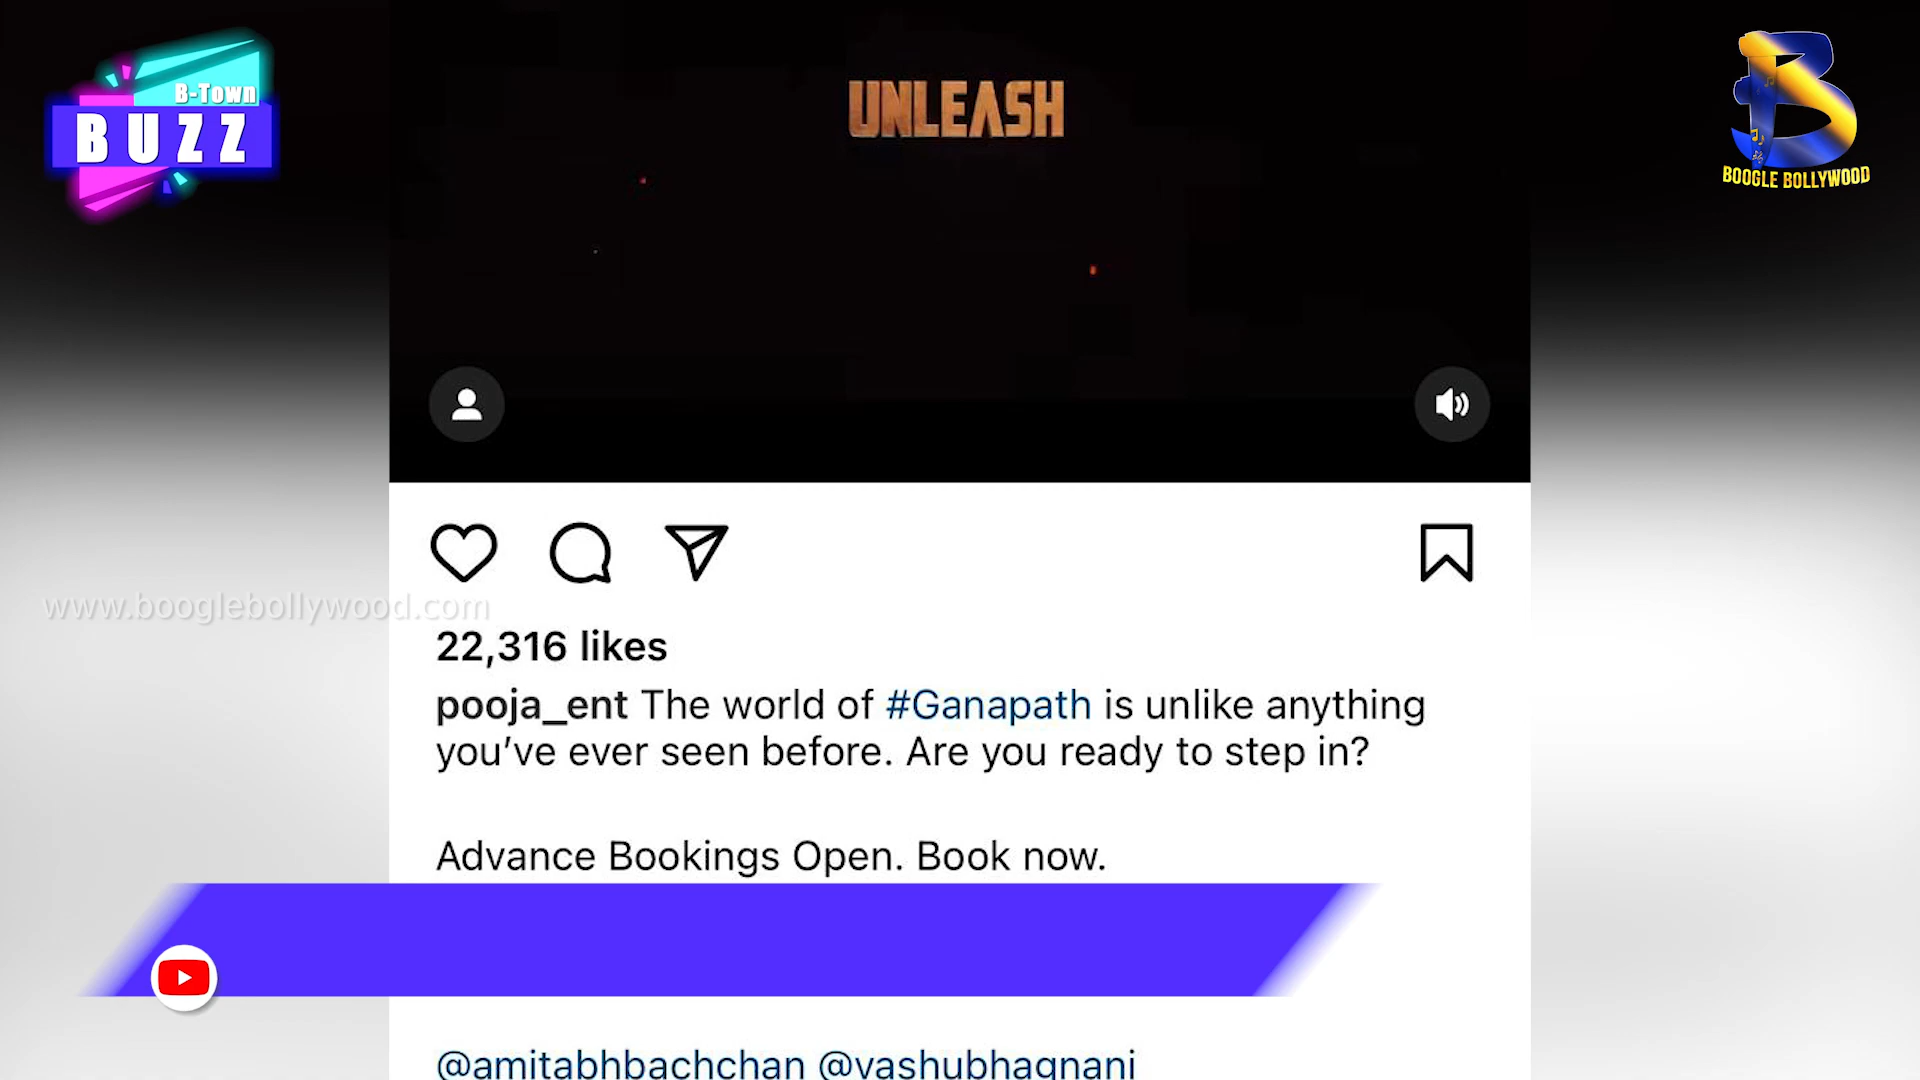 B-Town
BUZZ
UNLEASH
BOOGLE BOLLYWOOD
www.booglebollywood.com
22,316 likes
pooja_ent The world of #Ganapath is unlike anything
you’ve ever seen before. Are you ready to step in?
Advance Bookings Open. Book now.
@amitabhbachchan @vashubhagnani